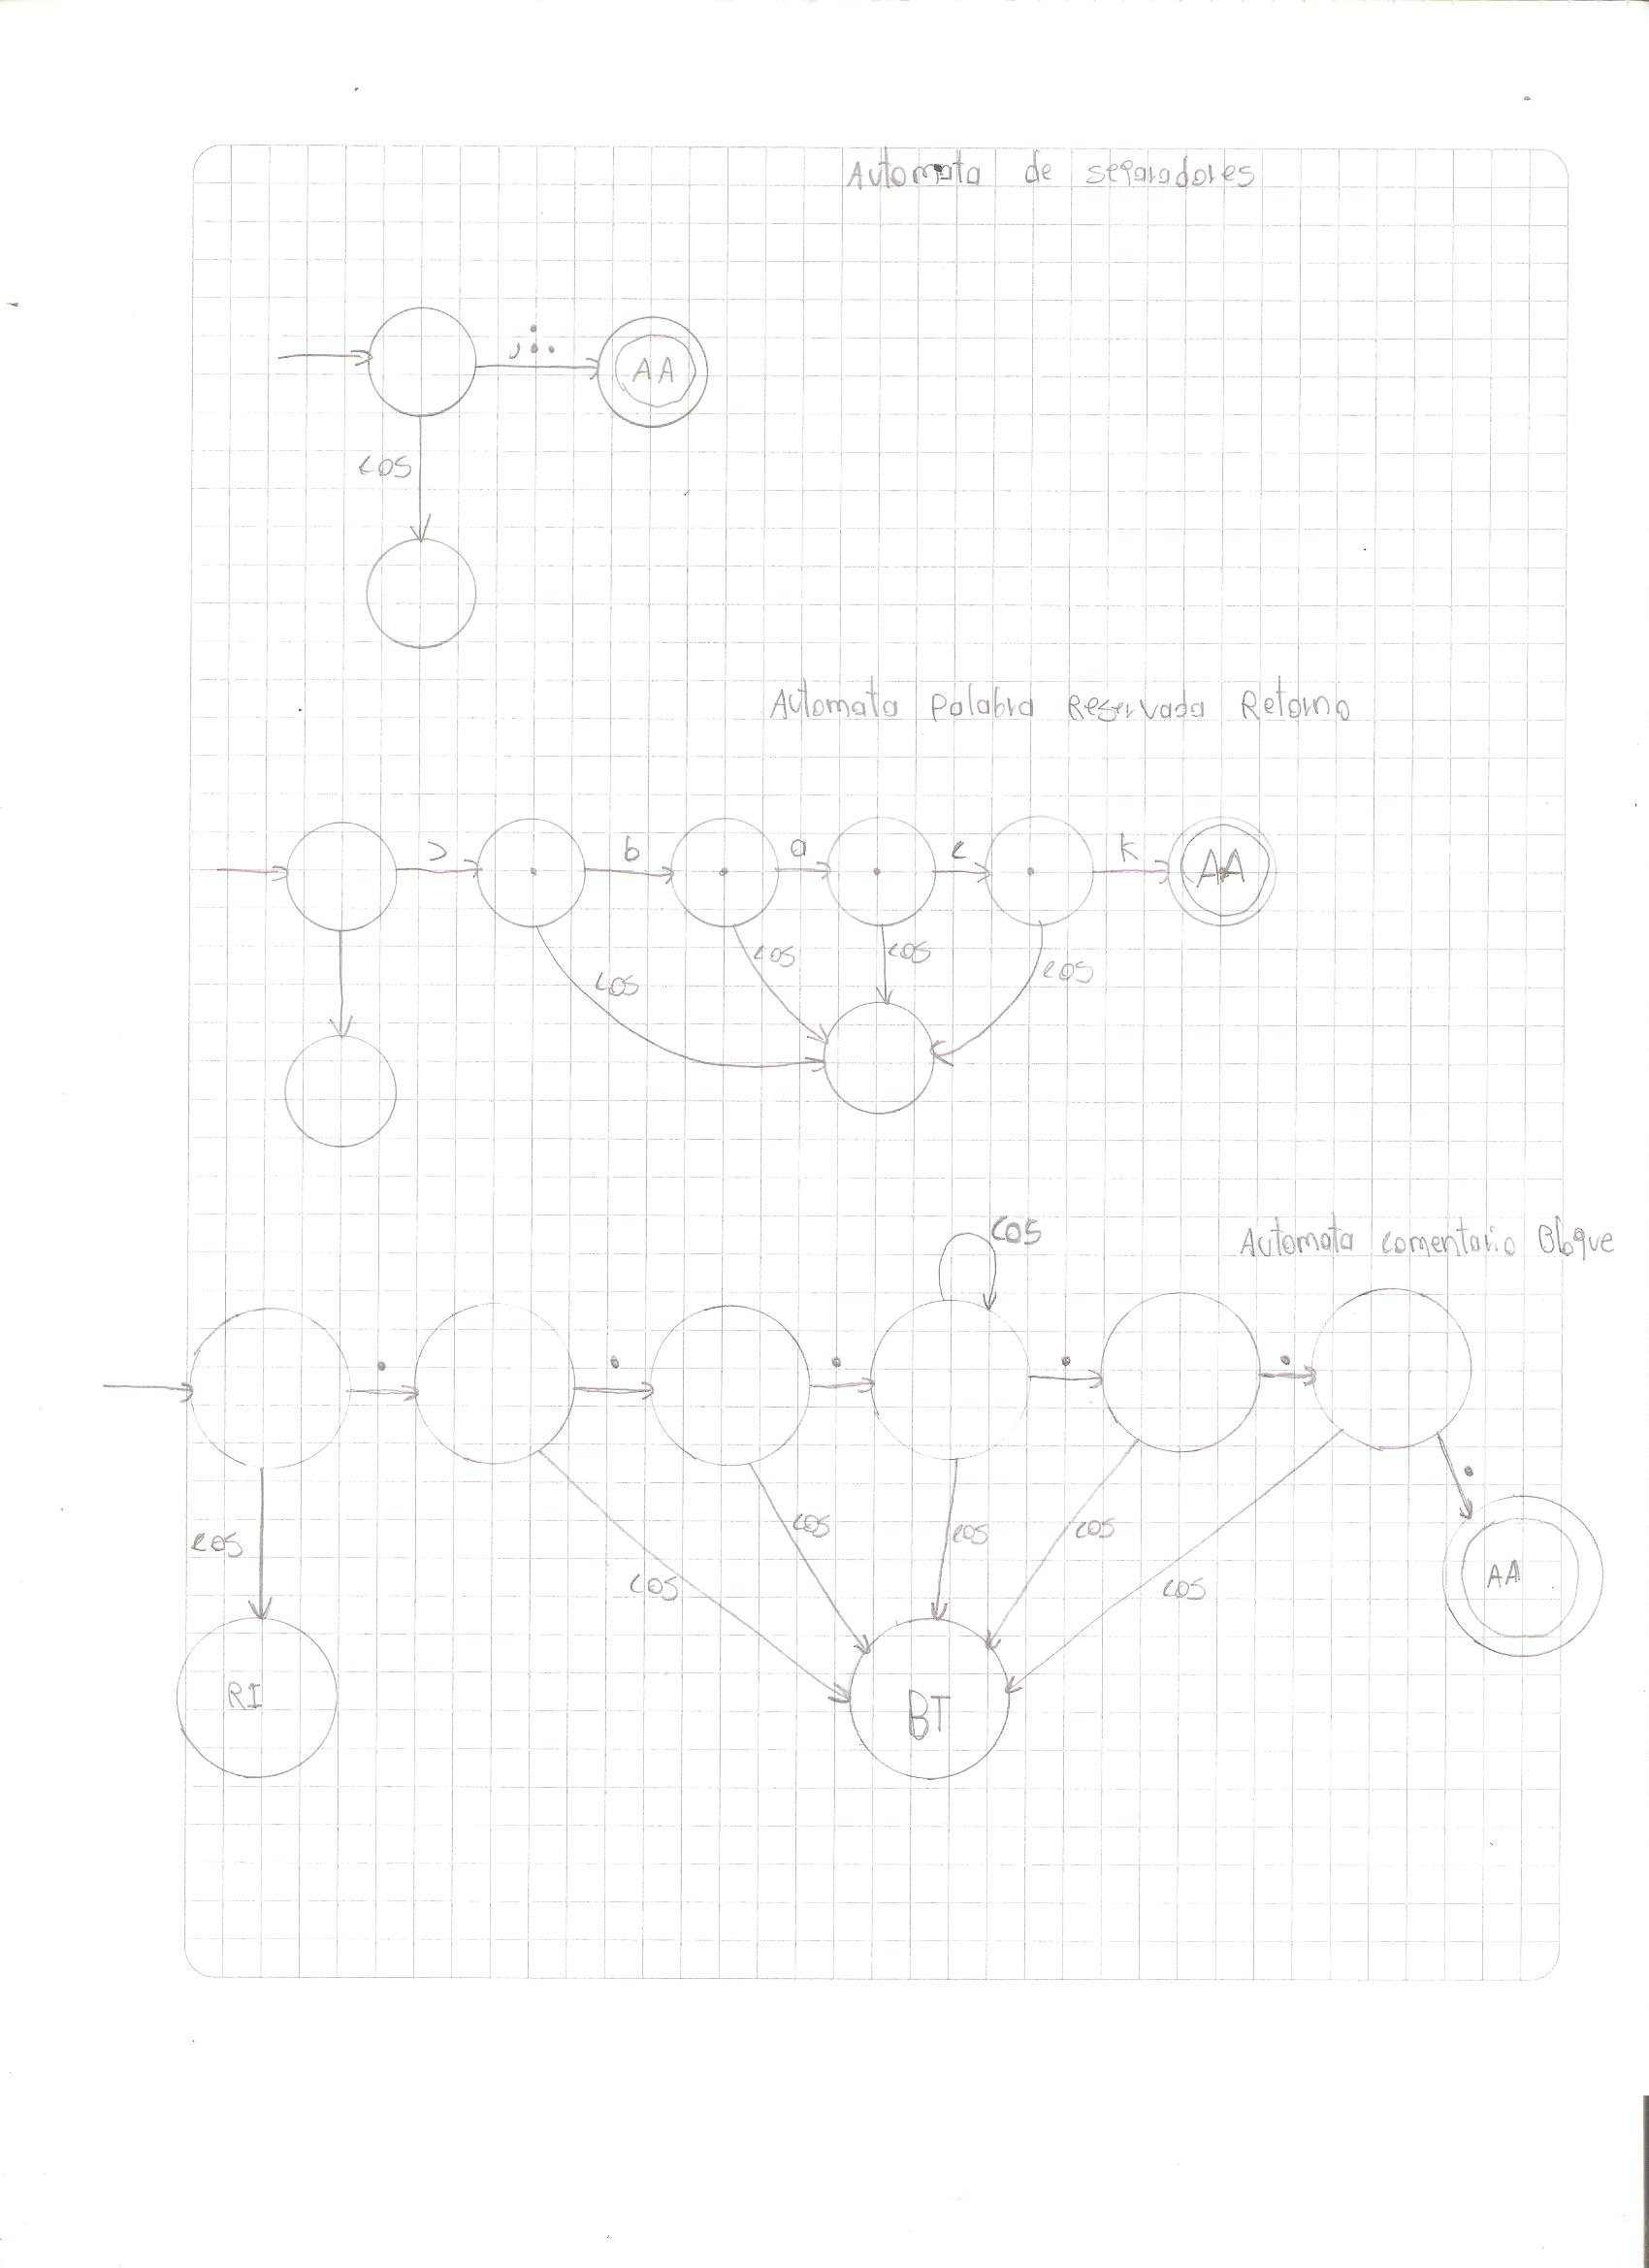 Automata de separadores
, : .
AA
cos
Automata Palabra Reservada Retorno
> b a c k
AA
cos cos cos cos
cos
Automata comentario Bloque
. . . . .
.
cos cos cos cos
AA
cos cos
RI
BT